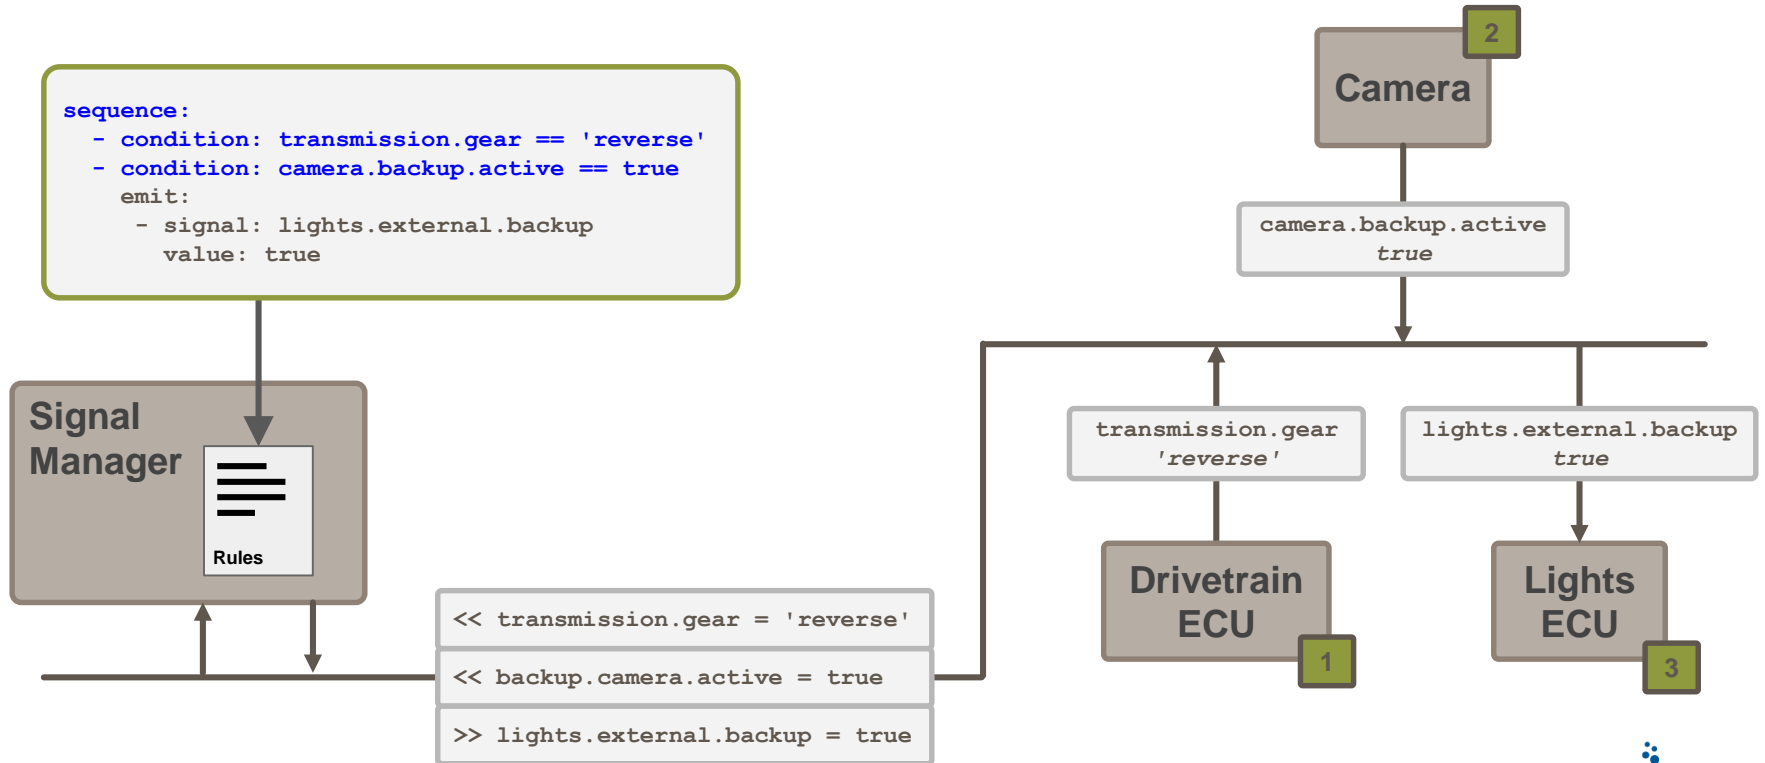 sequence:
- condition: transmission.gear == 'reverse'
- condition: camera.backup.active == true
emit:
- signal: lights.external.backup
value: true
Signal
Manager
Rules
<< transmission.gear = 'reverse'
<< backup.camera.active = true
>> lights.external.backup = true
2
Camera
camera.backup.active
true
transmission.gear
'reverse'
lights.external.backup
true
Drivetrain
ECU
1
Lights
ECU
3